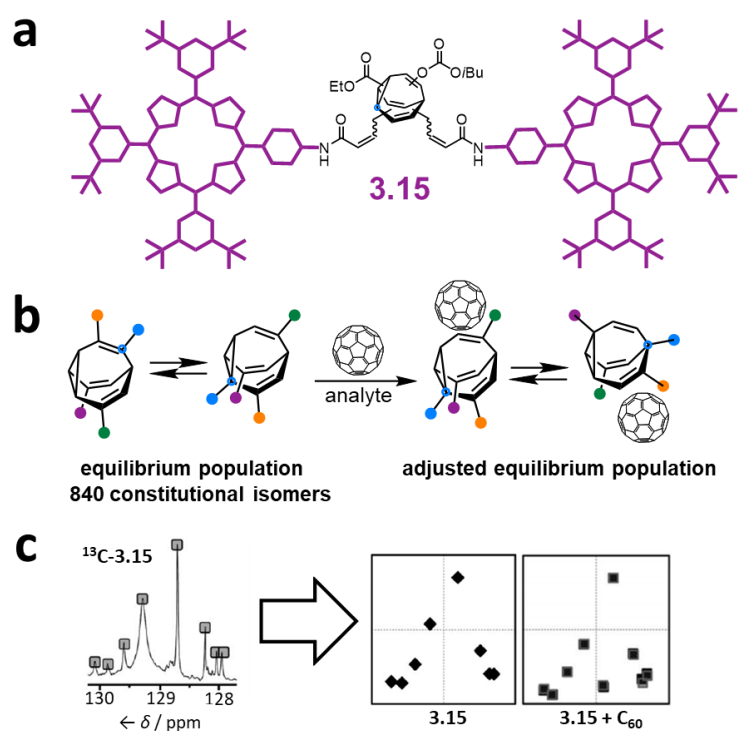 a
O
EtO
O
O
OiBu
O
N
H
O
N
H
3.15
b
analyte
equilibrium population
840 constitutional isomers
adjusted equilibrium population
c
¹³C-3.15
130 129 128
← δ / ppm
3.15
3.15 + C₆₀